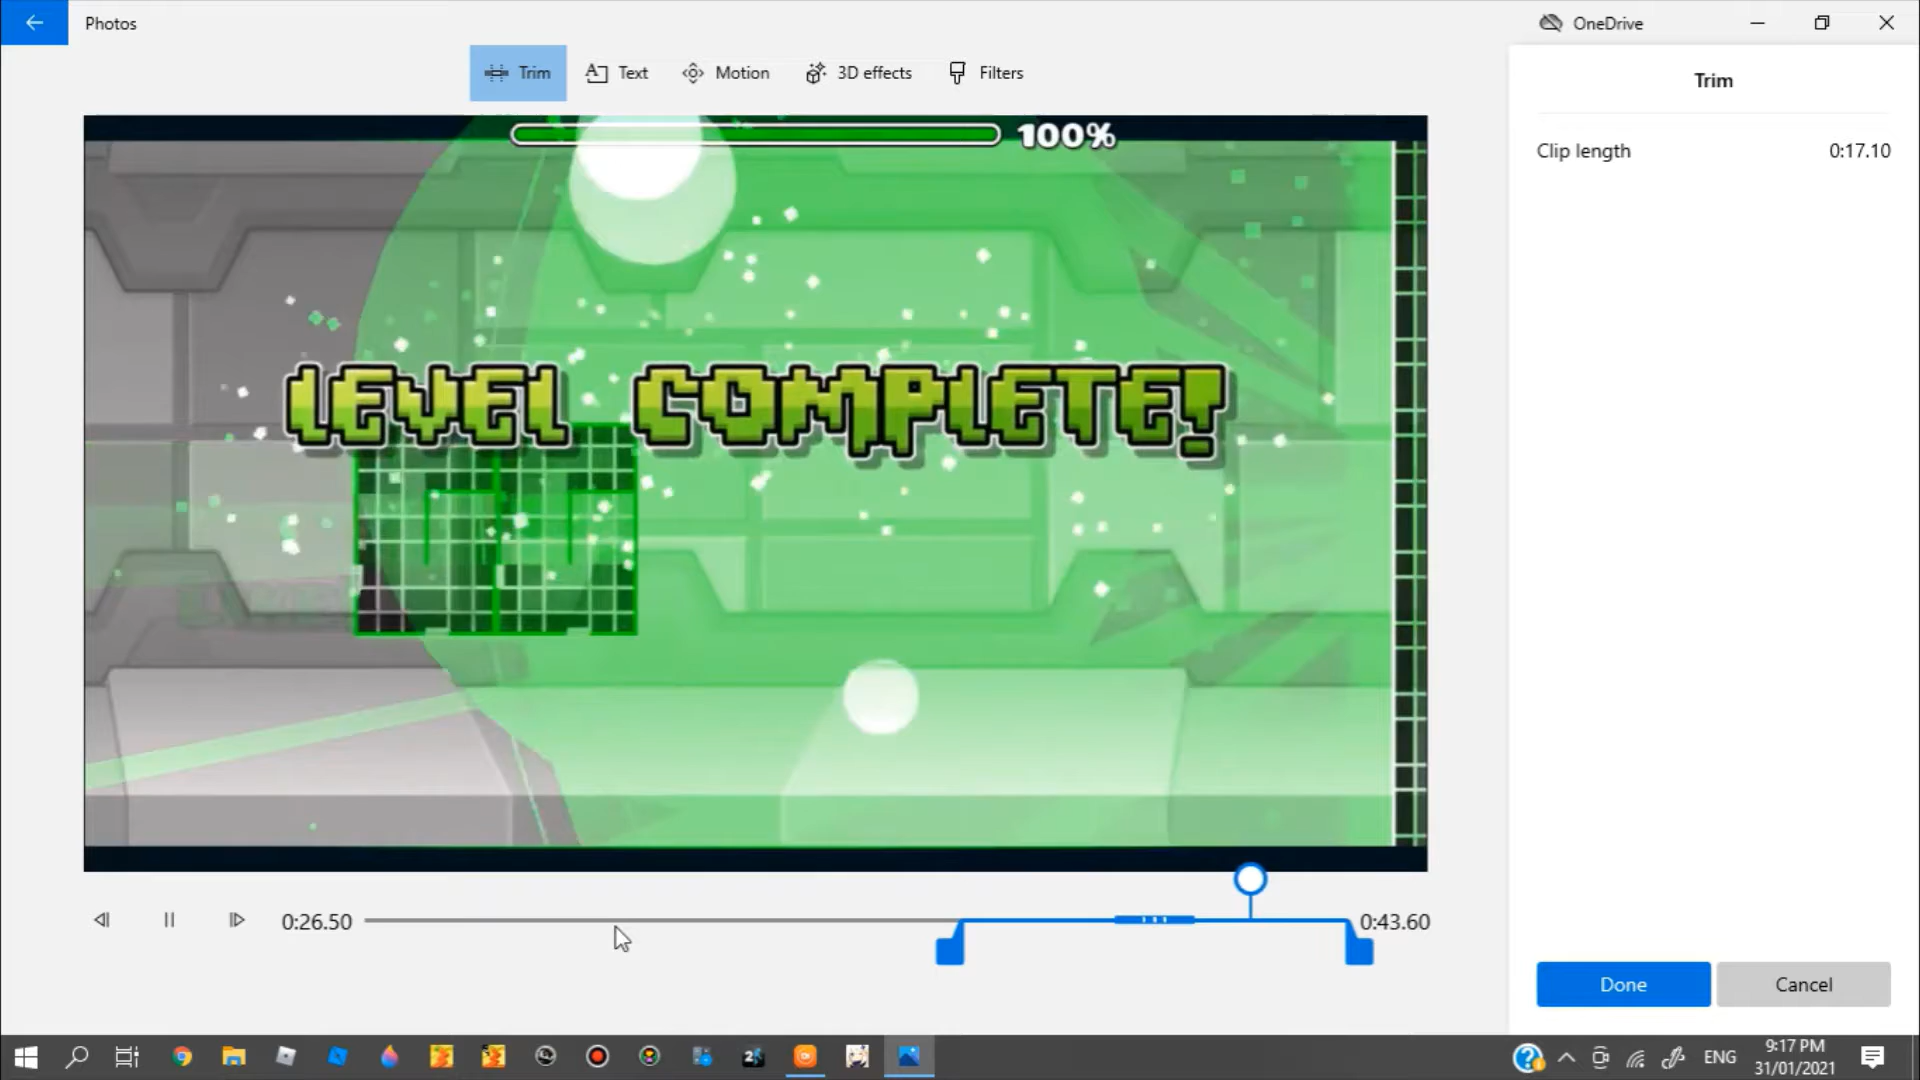 Photos
OneDrive
Trim
Text
Motion
3D effects
Filters
Trim
Clip length
0:17.10
100%
LEVEL COMPLETE!
0:26.50
0:43.60
Done
Cancel
ENG
9:17 PM
31/01/2021